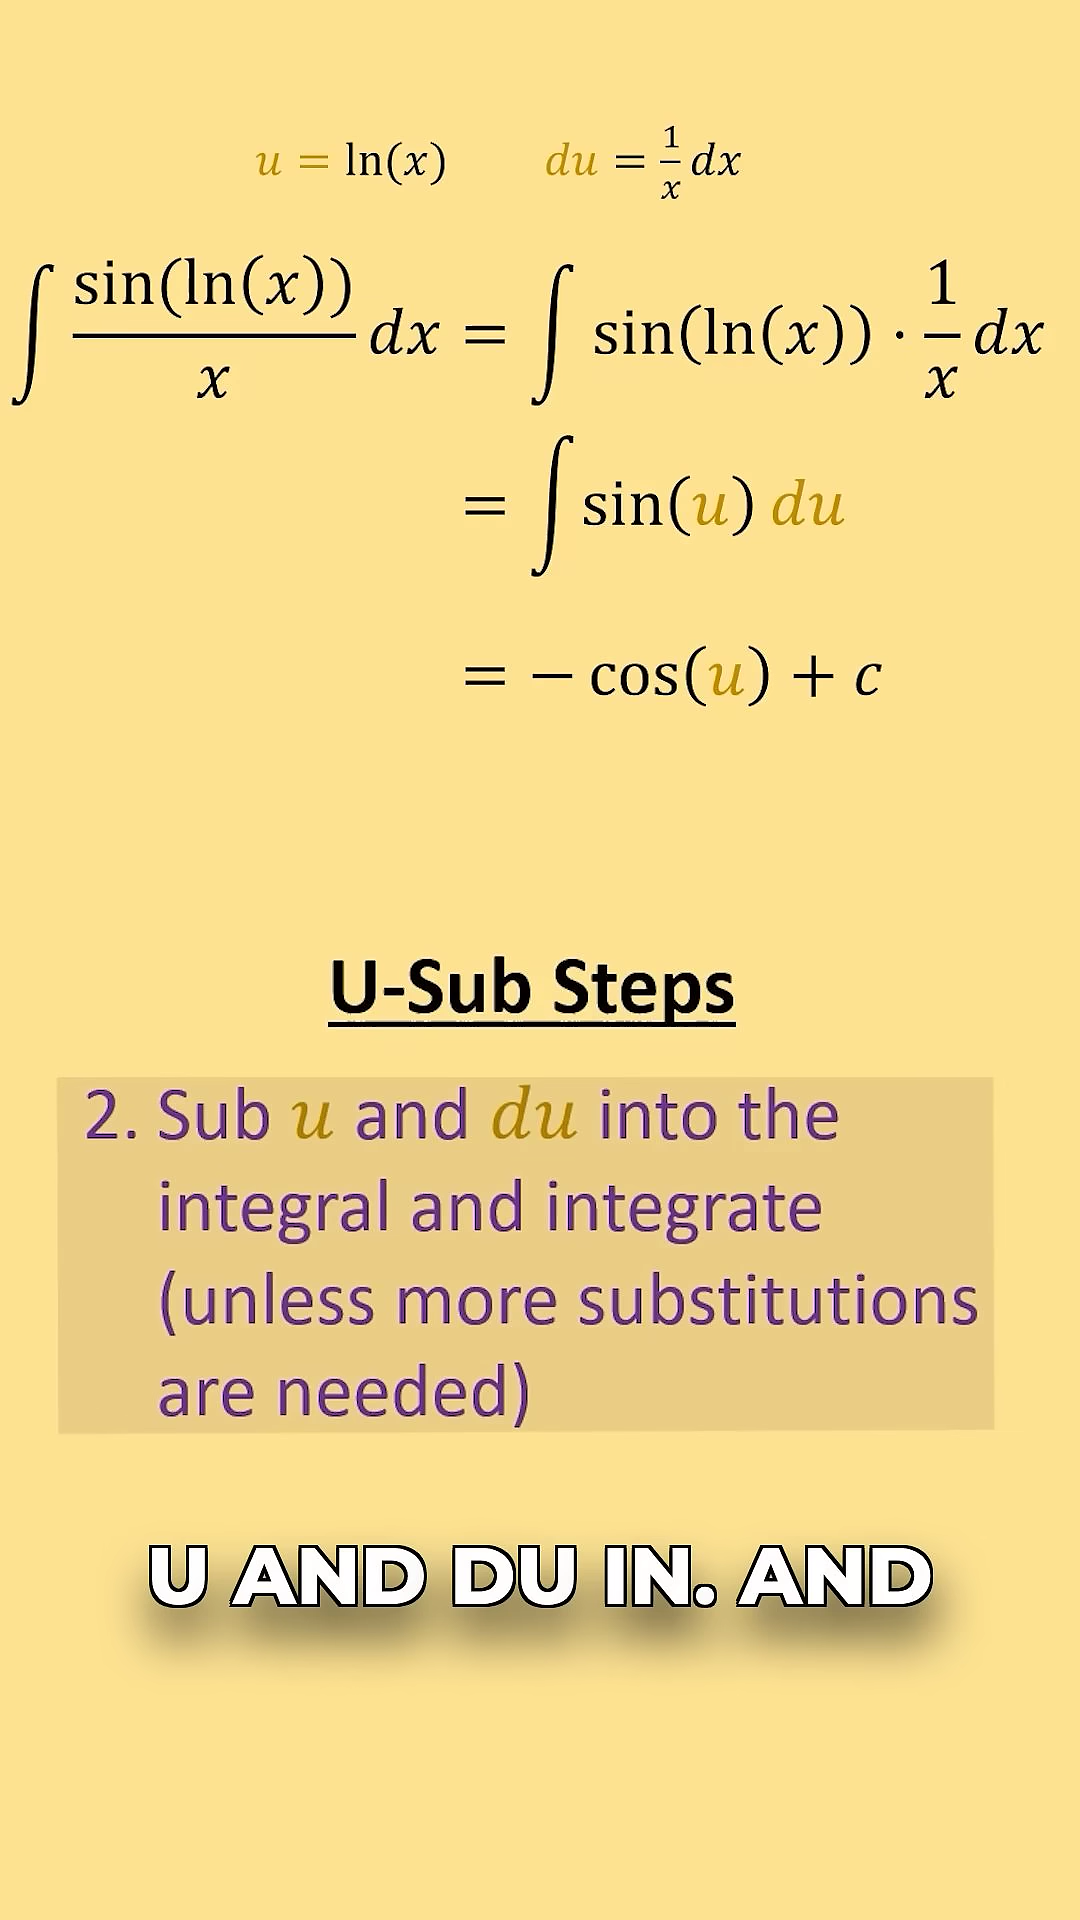 u = ln(x) du = 1/x dx
∫ sin(ln(x))/x dx = ∫ sin(ln(x)) · 1/x dx
= ∫ sin(u) du
= − cos(u) + c
U-Sub Steps
2. Sub u and du into the
integral and integrate
(unless more substitutions
are needed)
U AND DU IN. AND